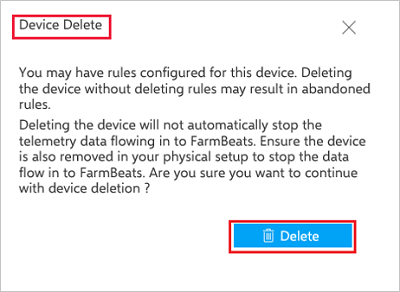 Device Delete
You may have rules configured for this device. Deleting
the device without deleting rules may result in abandoned
rules.
Deleting the device will not automatically stop the
telemetry data flowing in to FarmBeats. Ensure the device
is also removed in your physical setup to stop the data
flow in to FarmBeats. Are you sure you want to continue
with device deletion ?
Delete